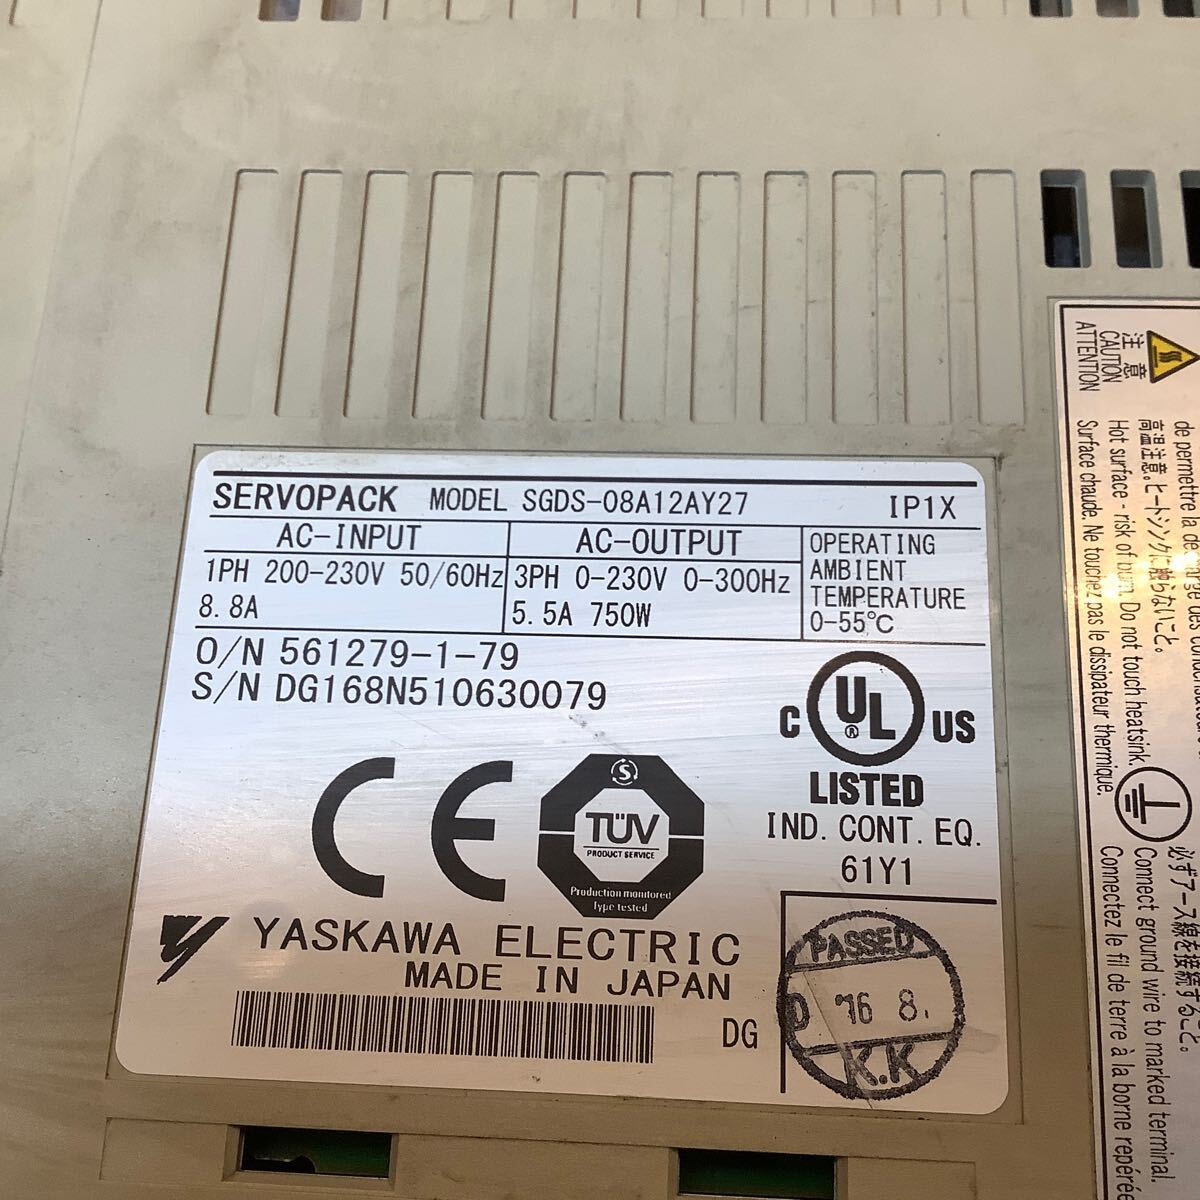 SERVOPACK MODEL SGDS-08A12AY27 IP1X
AC-INPUT
1PH 200-230V 50/60Hz
8.8A
AC-OUTPUT
3PH 0-230V 0-300Hz
5.5A 750W
OPERATING
AMBIENT
TEMPERATURE
0-55℃
O/N 561279-1-79
S/N DG168N510630079
C UL ® US
LISTED
IND. CONT. EQ.
61Y1
CE
S
TÜV
PRODUCT SERVICE
Production monitored
Type tested
YASKAWA ELECTRIC
MADE IN JAPAN
DG
PASSED
D '16 8.
K.K
注 意
CAUTION
ATTENTION
de permettre la
高温注意。ヒートシンクに触らないこと。
Hot surface - risk of burn. Do not touch heatsink.
Surface chaude. Ne touchez pas le dissipateur thermique.
必ずアース線を接続すること。
Connect ground wire to marked terminal.
Connectez le fil de terre à la borne